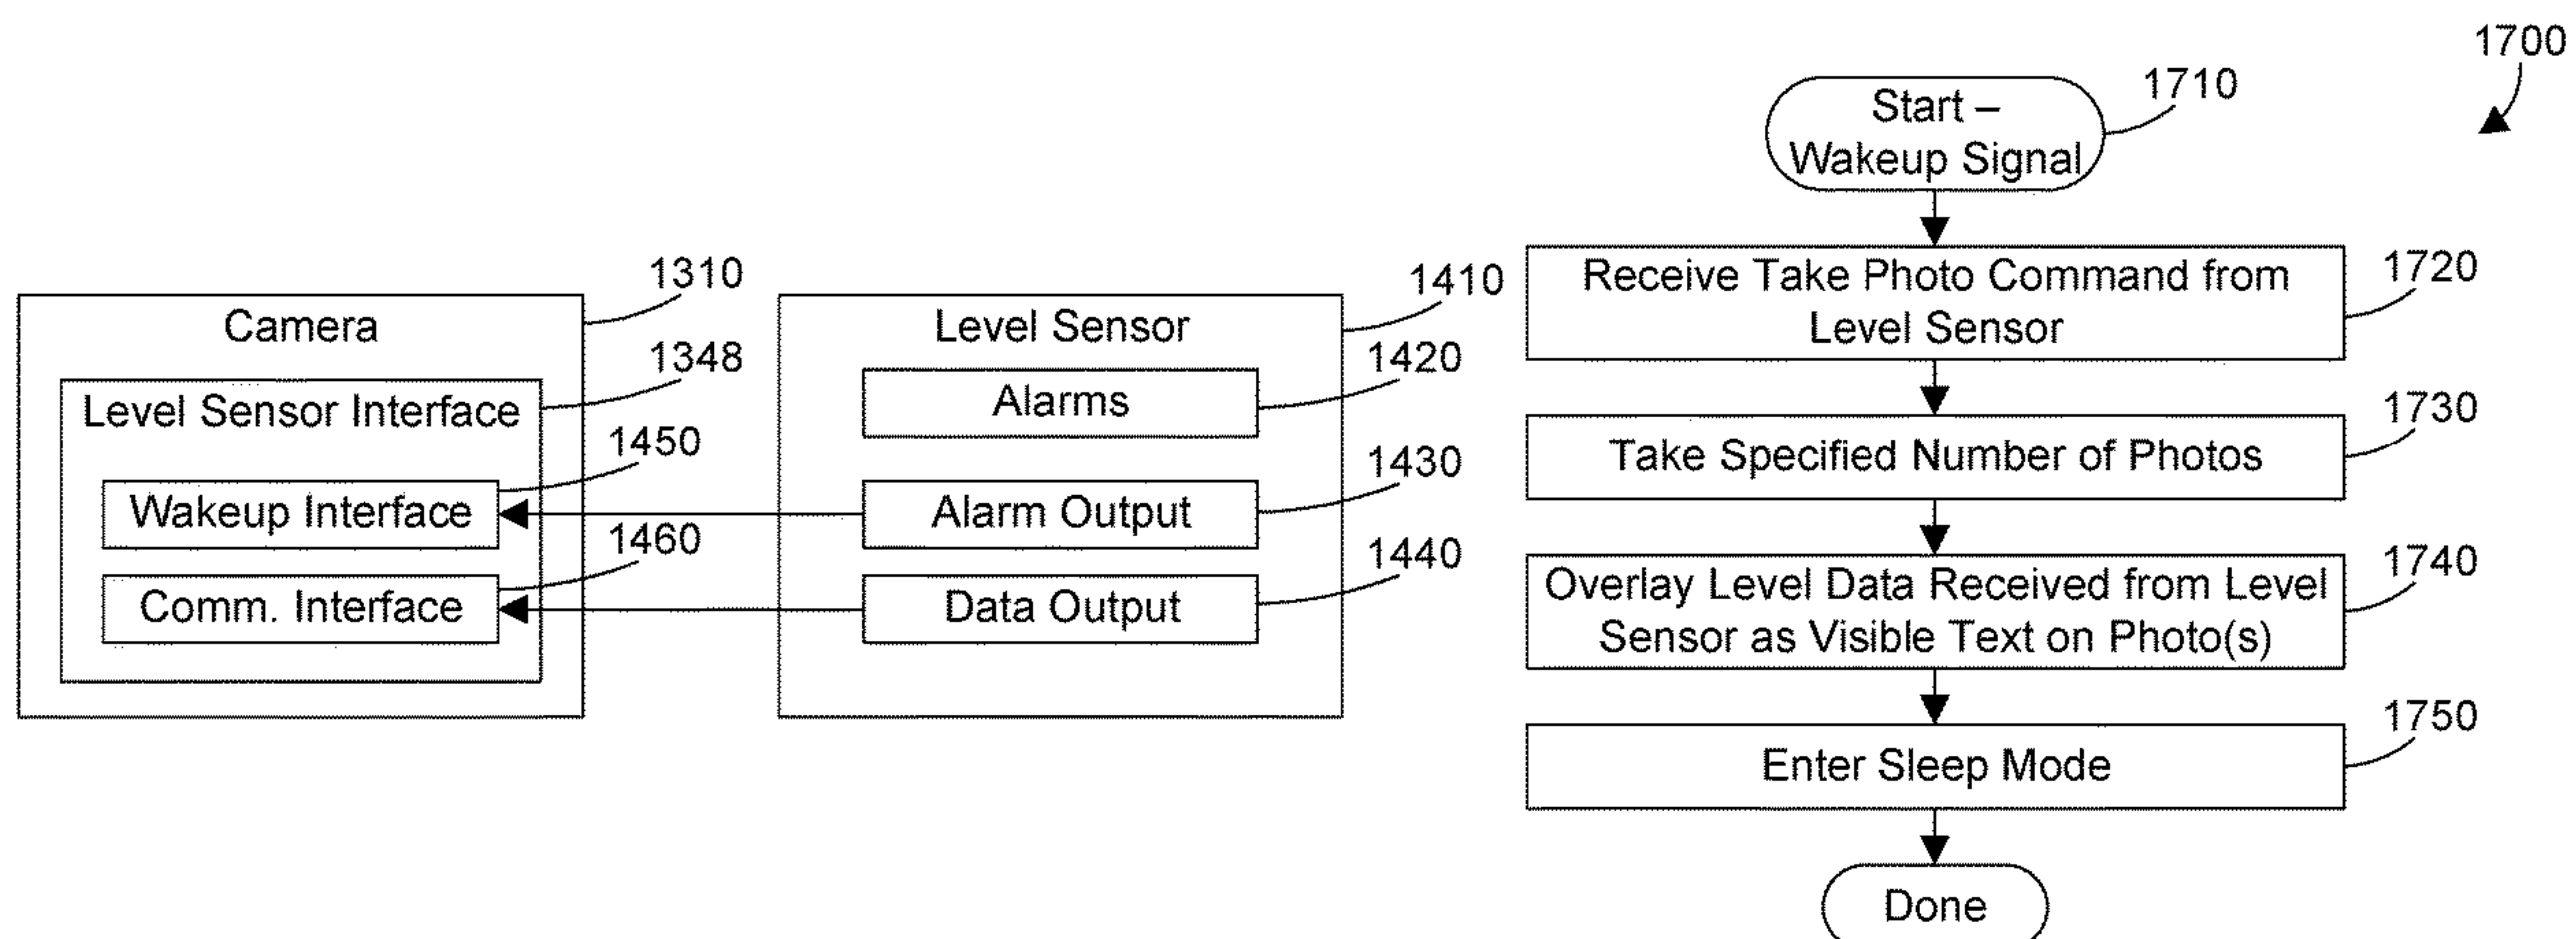 Camera
1310
Level Sensor Interface
1348
Wakeup Interface
1450
Comm. Interface
1460
Level Sensor
1410
Alarms
1420
Alarm Output
1430
Data Output
1440
1700
Start –
Wakeup Signal
1710
Receive Take Photo Command from
Level Sensor
1720
Take Specified Number of Photos
1730
Overlay Level Data Received from Level
Sensor as Visible Text on Photo(s)
1740
Enter Sleep Mode
1750
Done